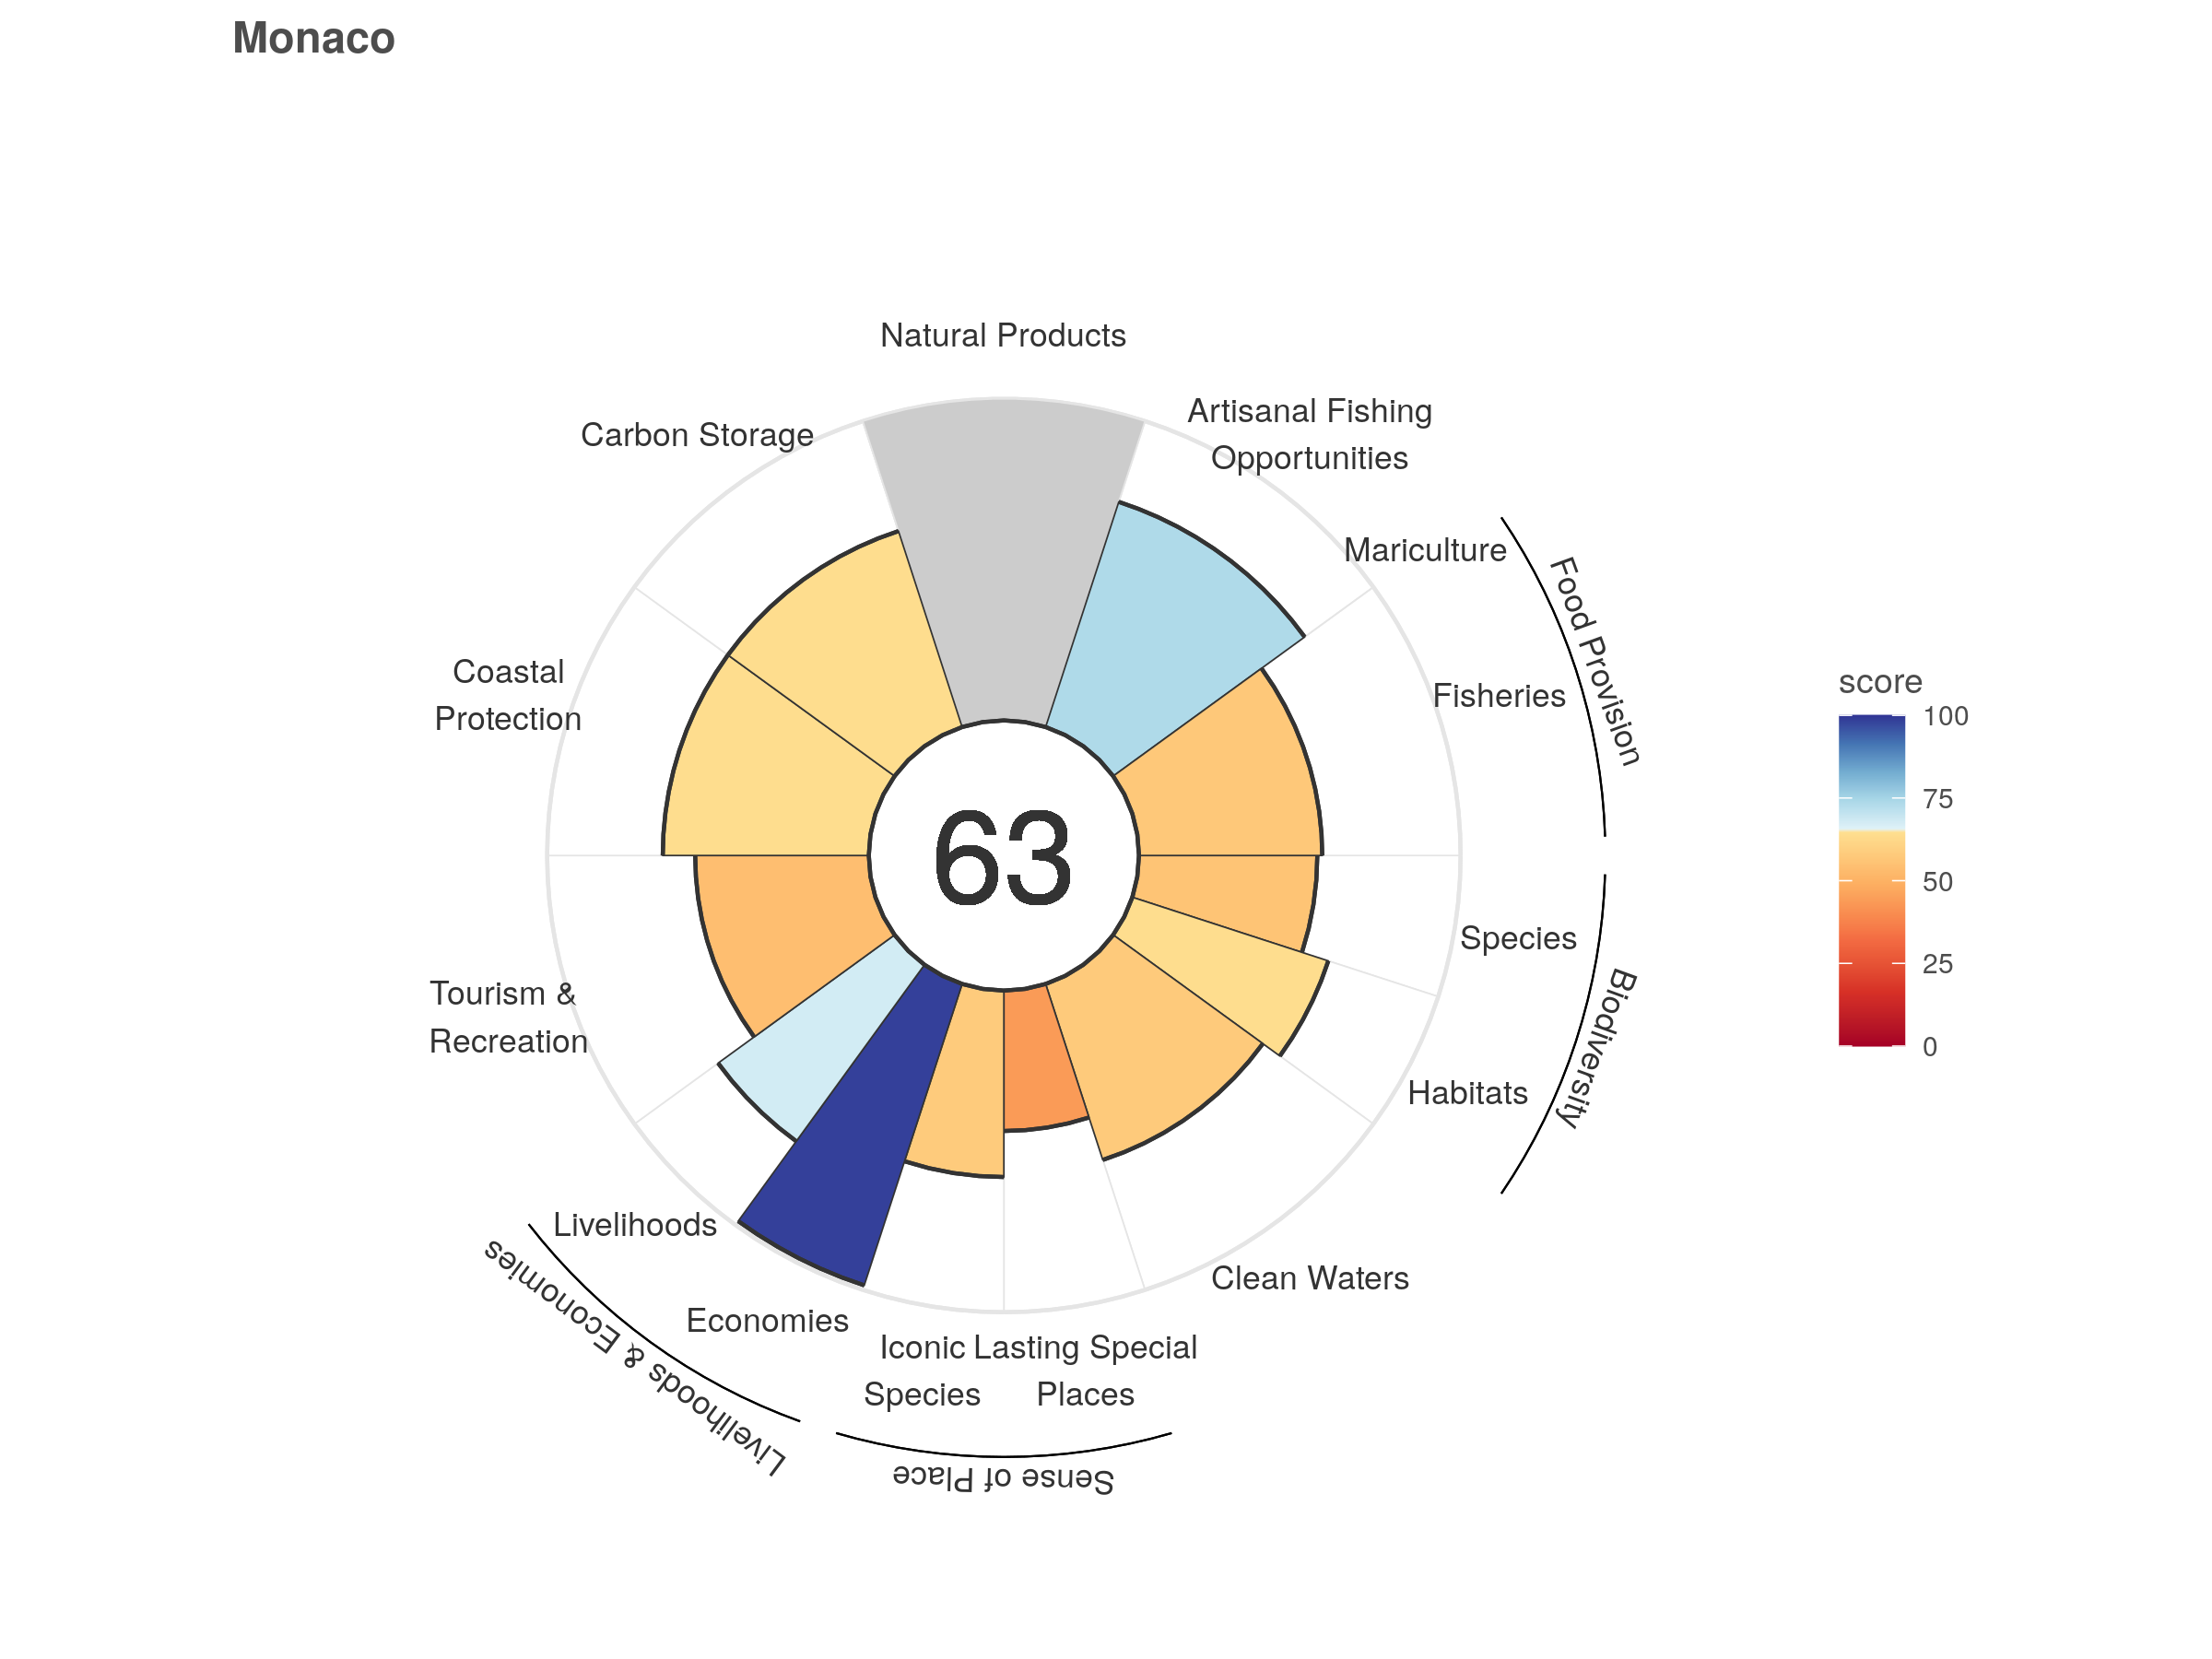 Monaco
Natural Products
Artisanal Fishing
Opportunities
Carbon Storage
Mariculture
Food Provision
Fisheries
Coastal
Protection
score
100
75
50
25
0
63
Species
Biodiversity
Tourism &
Recreation
Habitats
Livelihoods
Clean Waters
Livelihoods & Economies
Economies
Iconic
Species
Lasting Special
Places
Sense of Place